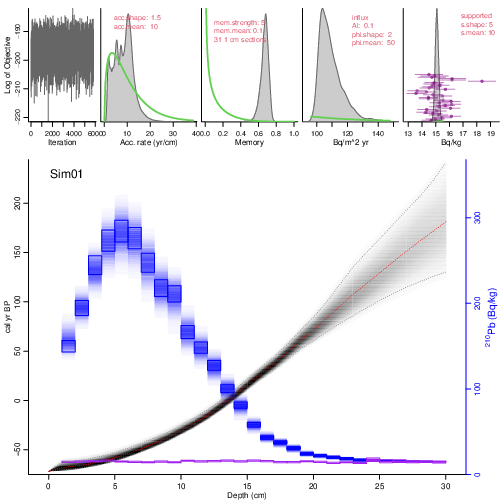 acc.shape: 1.5
acc.mean: 10
mem.strength: 5
mem.mean: 0.1
31 1 cm sections
influx
Al: 0.1
phi.shape: 2
phi.mean: 50
supported
s.shape: 5
s.mean: 10
Log of Objective
-190
-200
-210
-220
0 1000 2000 4000 6000
0 10 20 30 40
0.0 0.2 0.4 0.6 0.8 1.0
100 120 140
13 14 15 16 17 18 19
Iteration
Acc. rate (yr/cm)
Memory
Bq/m^2 yr
Bq/kg
Sim01
cal yr BP
200
150
100
50
0
-50
300
200
100
0
210Pb (Bq/kg)
0 5 10 15 20 25 30
Depth (cm)